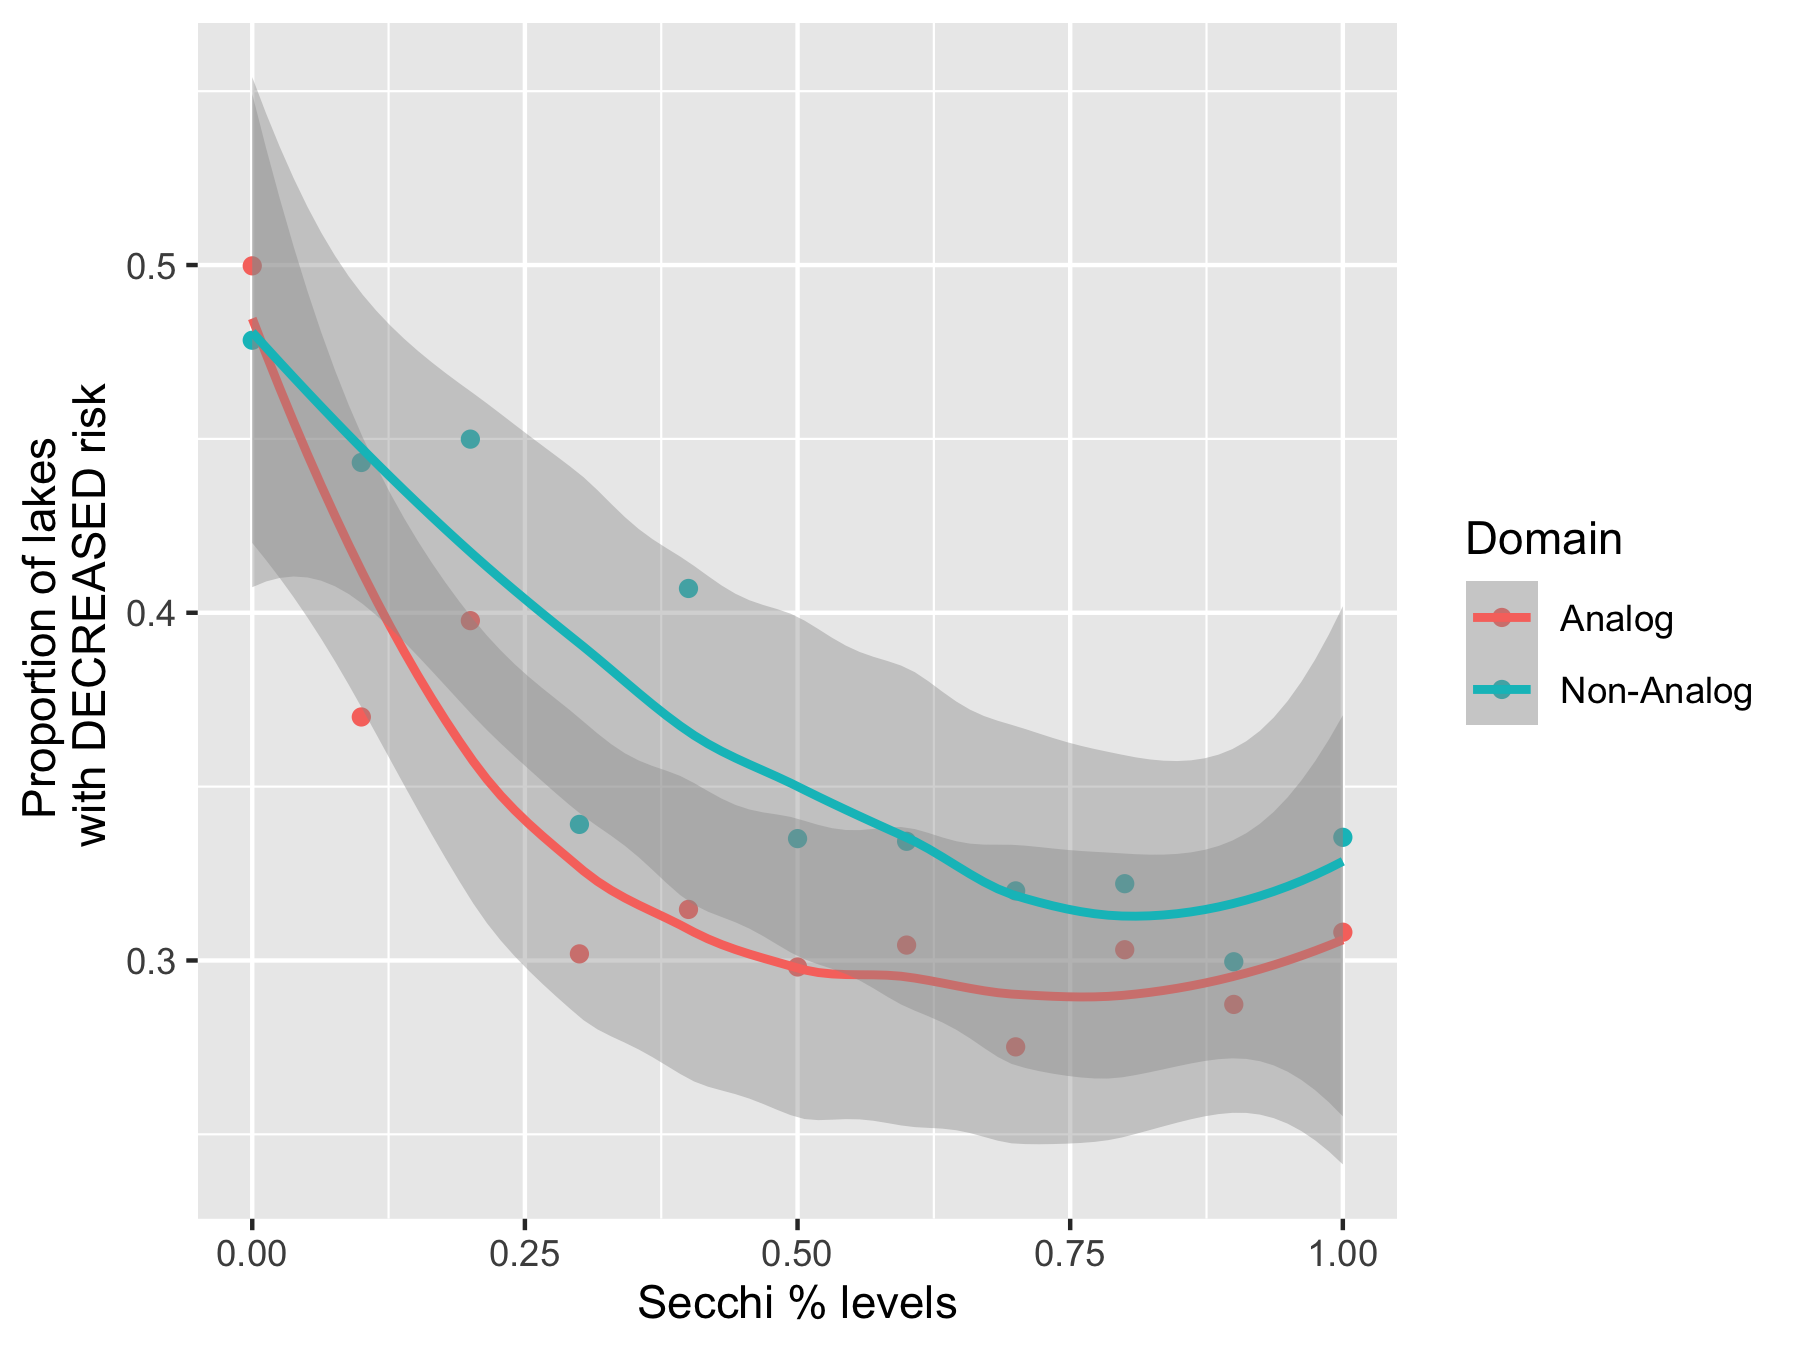 Proportion of lakes
with DECREASED risk
0.5
0.4
0.3
0.00
0.25
0.50
0.75
1.00
Secchi % levels
Domain
Analog
Non-Analog